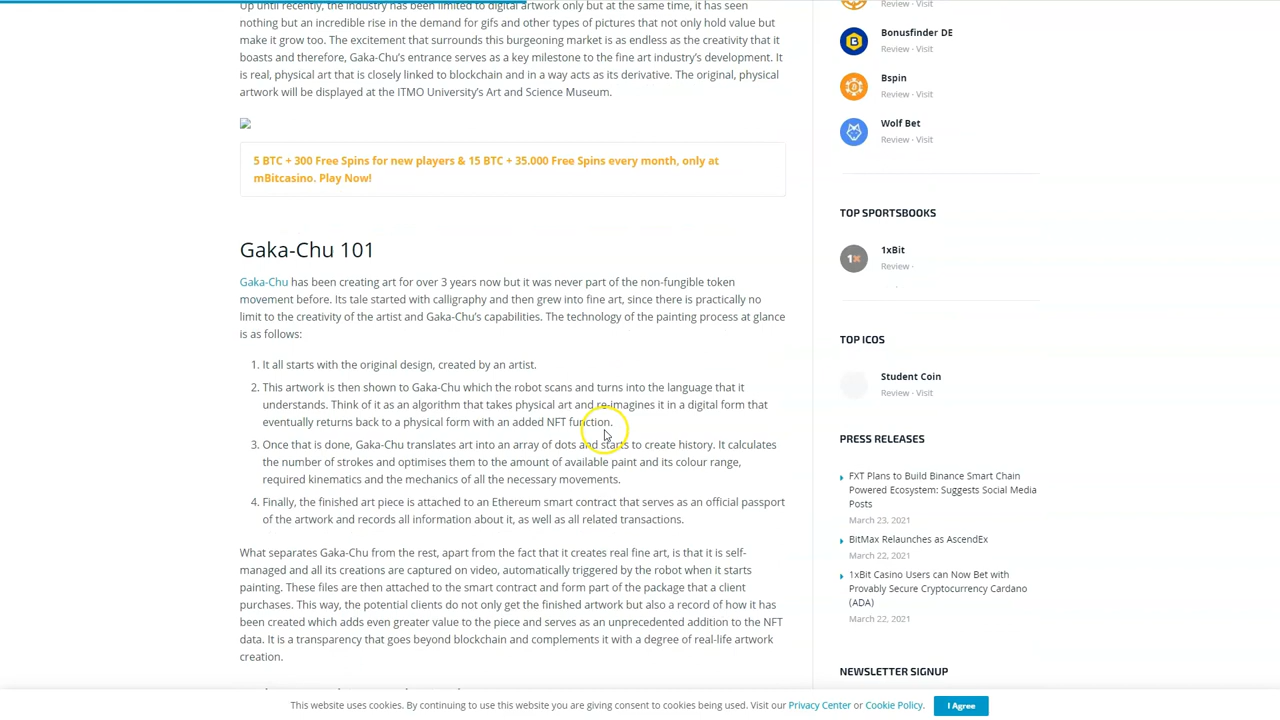 Up until recently, the industry has been limited to digital artwork only but at the same time, it has seen
nothing but an incredible rise in the demand for gifs and other types of pictures that not only hold value but
make it grow too. The excitement that surrounds this burgeoning market is as endless as the creativity that it
boasts and therefore, Gaka-Chu's entrance serves as a key milestone to the fine art industry's development. It
is real, physical art that is closely linked to blockchain and in a way acts as its derivative. The original, physical
artwork will be displayed at the ITMO University's Art and Science Museum.
5 BTC + 300 Free Spins for new players & 15 BTC + 35.000 Free Spins every month, only at
mBitcasino. Play Now!
Gaka-Chu 101
Gaka-Chu has been creating art for over 3 years now but it was never part of the non-fungible token
movement before. Its tale started with calligraphy and then grew into fine art, since there is practically no
limit to the creativity of the artist and Gaka-Chu's capabilities. The technology of the painting process at glance
is as follows:
1. It all starts with the original design, created by an artist.
2. This artwork is then shown to Gaka-Chu which the robot scans and turns into the language that it
understands. Think of it as an algorithm that takes physical art and re-imagines it in a digital form that
eventually returns back to a physical form with an added NFT function.
3. Once that is done, Gaka-Chu translates art into an array of dots and starts to create history. It calculates
the number of strokes and optimises them to the amount of available paint and its colour range,
required kinematics and the mechanics of all the necessary movements.
4. Finally, the finished art piece is attached to an Ethereum smart contract that serves as an official passport
of the artwork and records all information about it, as well as all related transactions.
What separates Gaka-Chu from the rest, apart from the fact that it creates real fine art, is that it is self-
managed and all its creations are captured on video, automatically triggered by the robot when it starts
painting. These files are then attached to the smart contract and form part of the package that a client
purchases. This way, the potential clients do not only get the finished artwork but also a record of how it has
been created which adds even greater value to the piece and serves as an unprecedented addition to the NFT
data. It is a transparency that goes beyond blockchain and complements it with a degree of real-life artwork
creation.
Review · Visit
Bonusfinder DE
Review · Visit
Bspin
Review · Visit
Wolf Bet
Review · Visit
TOP SPORTSBOOKS
1x
1xBit
Review ·
TOP ICOS
Student Coin
Review · Visit
PRESS RELEASES
FXT Plans to Build Binance Smart Chain
Powered Ecosystem: Suggests Social Media
Posts
March 23, 2021
BitMax Relaunches as AscendEx
March 22, 2021
1xBit Casino Users can Now Bet with
Provably Secure Cryptocurrency Cardano
(ADA)
March 22, 2021
NEWSLETTER SIGNUP
This website uses cookies. By continuing to use this website you are giving consent to cookies being used. Visit our Privacy Center or Cookie Policy. I Agree